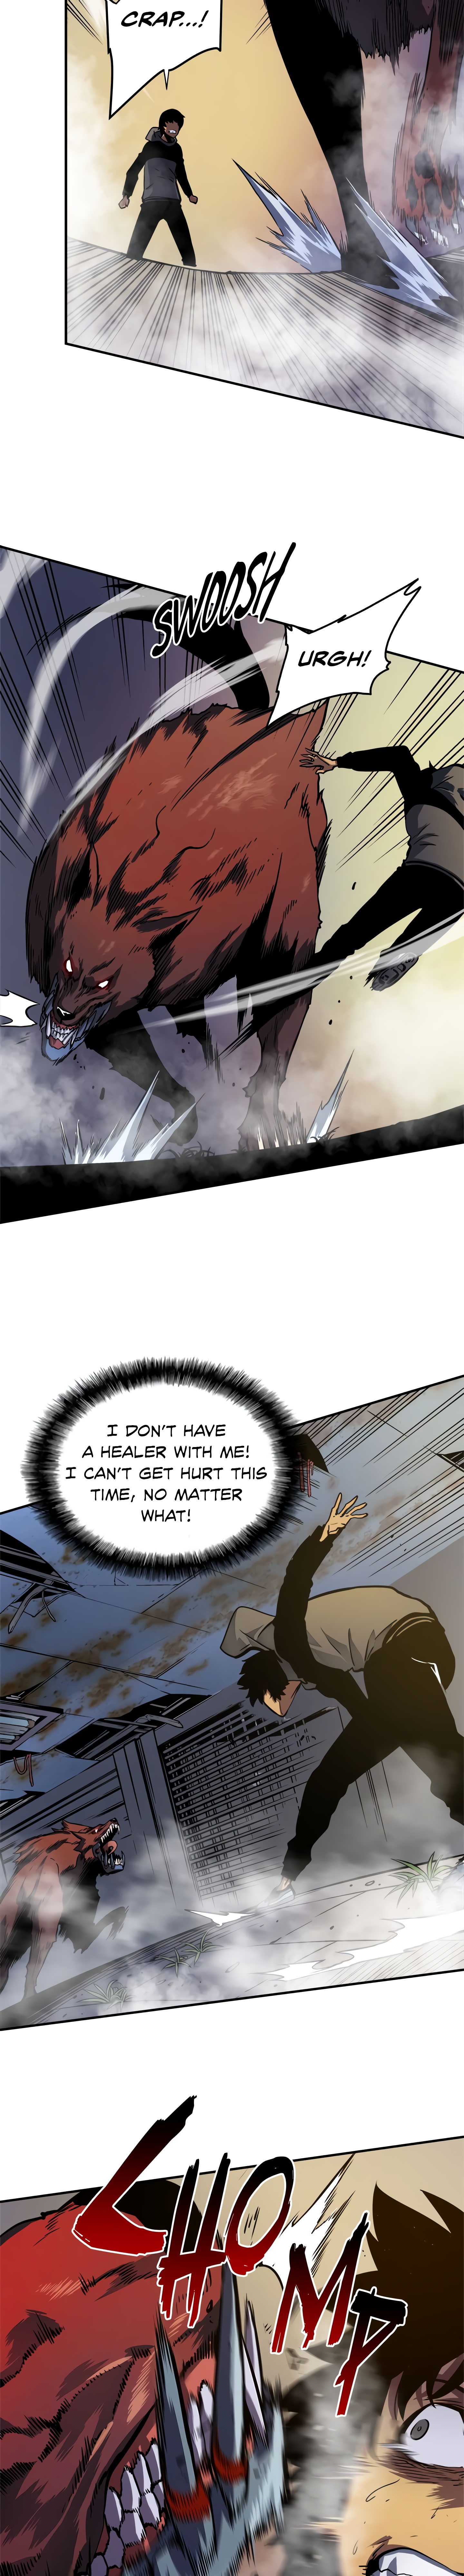 CRAP...!
SWOOSH
URGH!
I DON'T HAVE
A HEALER WITH ME!
I CAN'T GET HURT THIS
TIME, NO MATTER
WHAT!
CHOMP